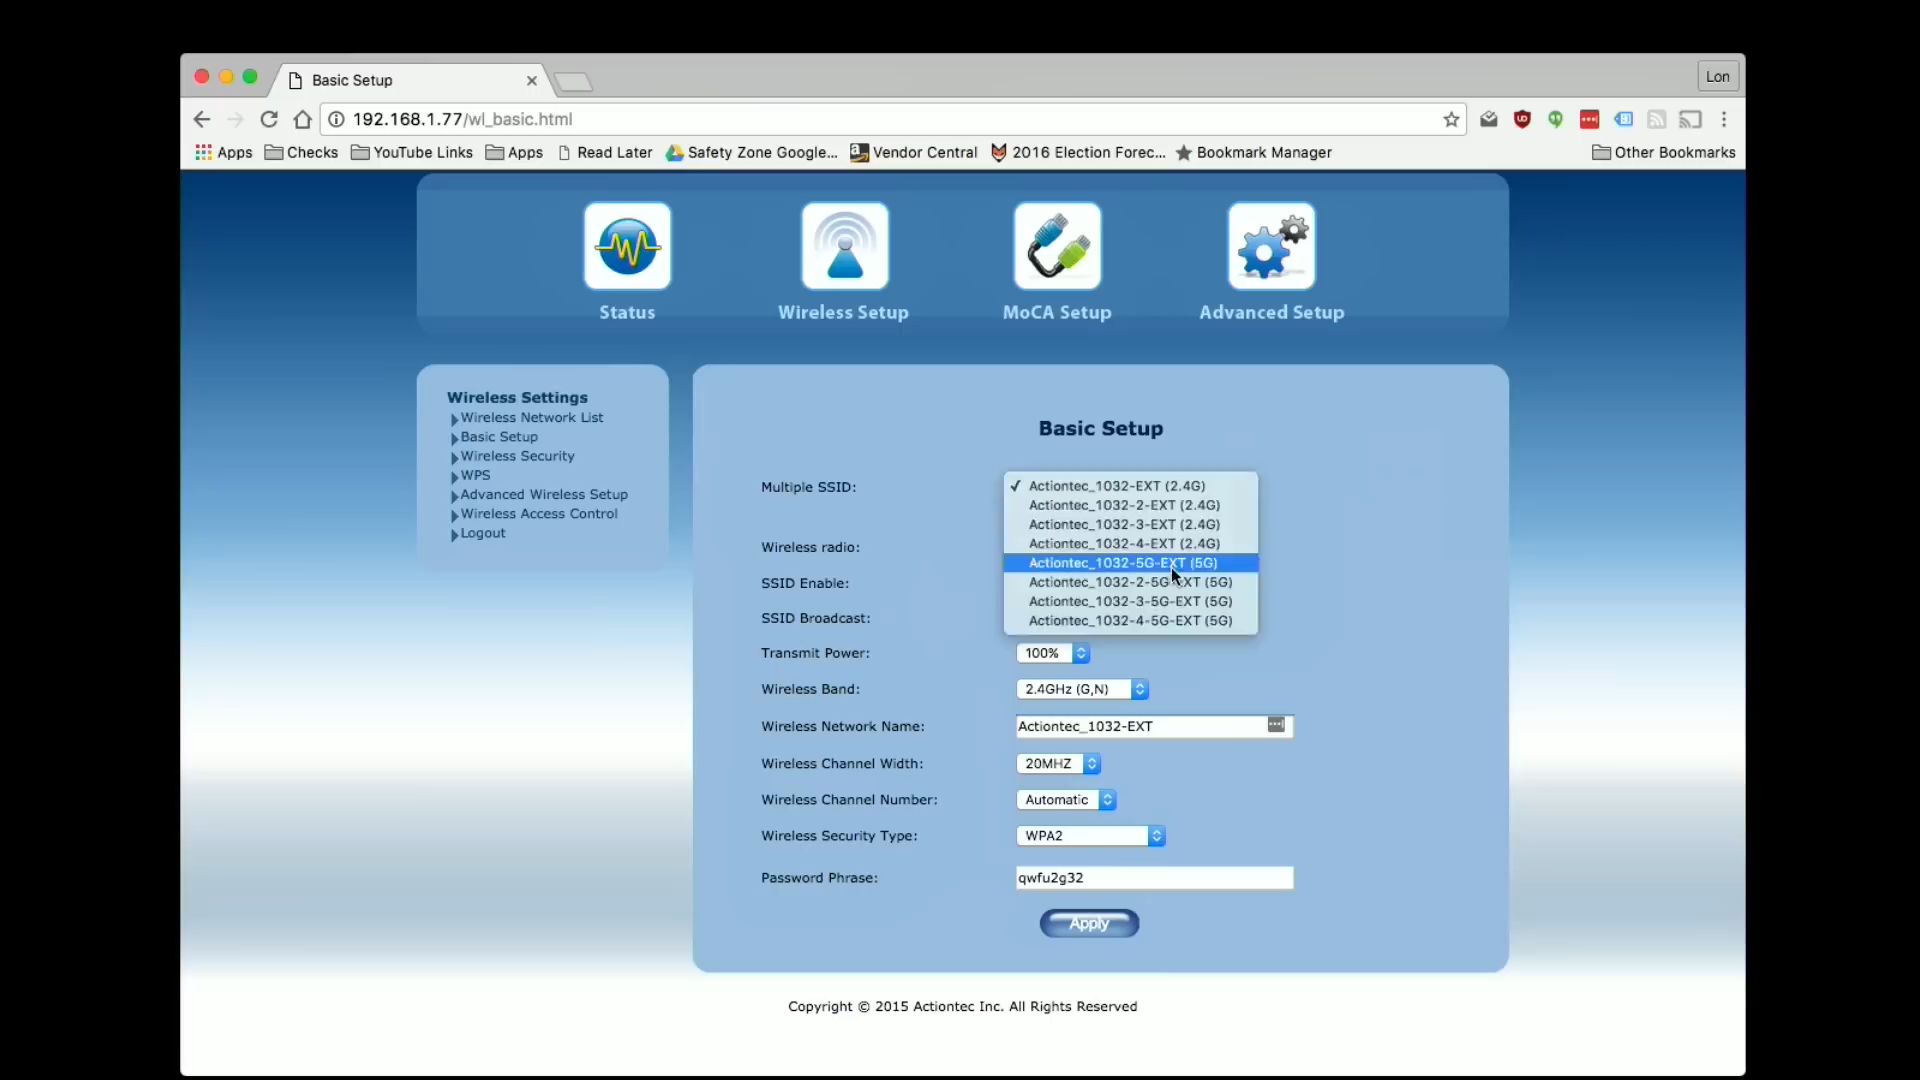 Basic Setup
Lon
192.168.1.77/wl_basic.html
Apps Checks YouTube Links Apps Read Later Safety Zone Google... Vendor Central 2016 Election Forec... Bookmark Manager Other Bookmarks
Status Wireless Setup MoCA Setup Advanced Setup
Wireless Settings
Wireless Network List
Basic Setup
Wireless Security
WPS
Advanced Wireless Setup
Wireless Access Control
Logout
Basic Setup
Multiple SSID:
✓ Actiontec_1032-EXT (2.4G)
Actiontec_1032-2-EXT (2.4G)
Actiontec_1032-3-EXT (2.4G)
Actiontec_1032-4-EXT (2.4G)
Actiontec_1032-5G-EXT (5G)
Actiontec_1032-2-5G-EXT (5G)
Actiontec_1032-3-5G-EXT (5G)
Actiontec_1032-4-5G-EXT (5G)
Wireless radio:
SSID Enable:
SSID Broadcast:
Transmit Power: 100%
Wireless Band: 2.4GHz (G,N)
Wireless Network Name: Actiontec_1032-EXT
Wireless Channel Width: 20MHZ
Wireless Channel Number: Automatic
Wireless Security Type: WPA2
Password Phrase: qwfu2g32
Apply
Copyright © 2015 Actiontec Inc. All Rights Reserved